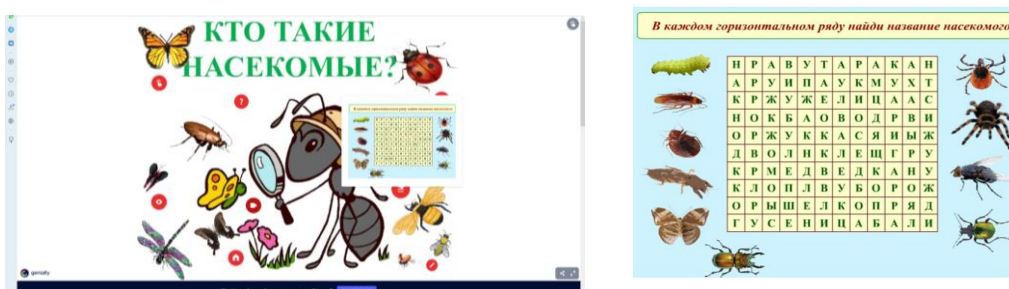 КТО ТАКИЕ
НАСЕКОМЫЕ?
genially
В каждом горизонтальном ряду найди название насекомого
Н Р А В У Т А Р А К А Н
А Р У И П А У К М У Х Т
К Р Ж У Ж Е Л И Ц А А С
Н О К Б А О В О Д Р В И
О Р Ж У К К А С Я И Ы Ж
Д В О Л Н К Л Е Щ Г Р У
К Р М Е Д В Е Д К А Н У
К Л О П Л В У Б О Р О Ж
О Р Ы Ш Е Л К О П Р Я Д
Г У С Е Н И Ц А Б А Л И